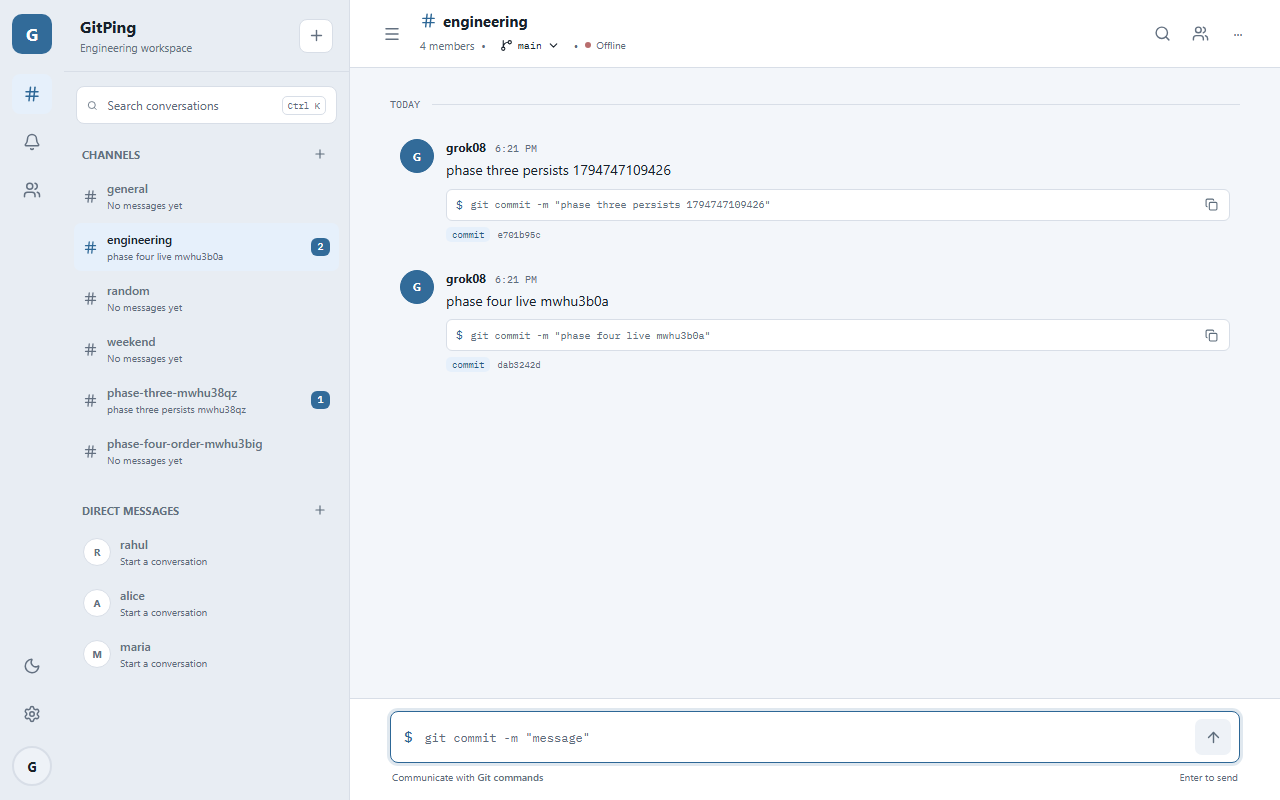 G
GitPing
Engineering workspace
Search conversations
Ctrl K
CHANNELS
general
No messages yet
engineering
phase four live mwhu3b0a
2
random
No messages yet
weekend
No messages yet
phase-three-mwhu38qz
phase three persists mwhu38qz
1
phase-four-order-mwhu3big
No messages yet
DIRECT MESSAGES
R
rahul
Start a conversation
A
alice
Start a conversation
M
maria
Start a conversation
G
# engineering
4 members • main • Offline
TODAY
G
grok08 6:21 PM
phase three persists 1794747109426
$ git commit -m "phase three persists 1794747109426"
commit e701b95c
G
grok08 6:21 PM
phase four live mwhu3b0a
$ git commit -m "phase four live mwhu3b0a"
commit dab3242d
$ git commit -m "message"
Communicate with Git commands
Enter to send